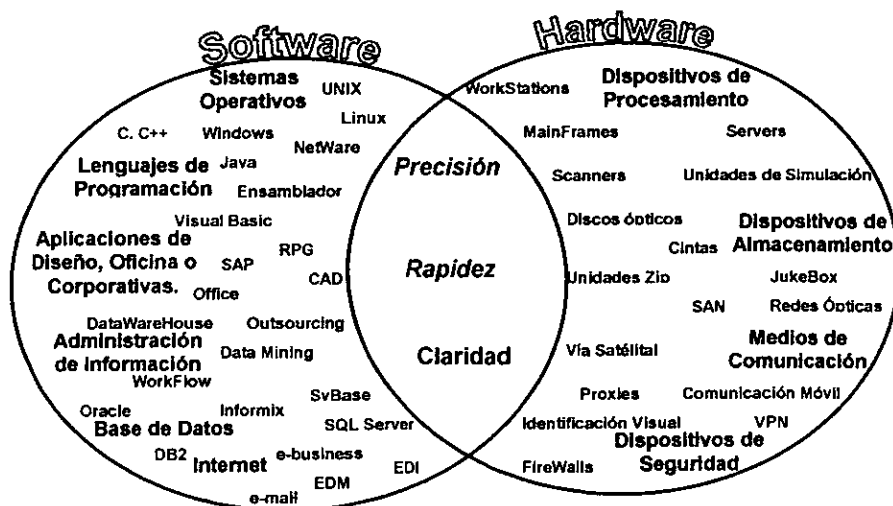 Software
Sistemas
Operativos
UNIX
Linux
C. C++
Windows
NetWare
Lenguajes de
Programación
Java
Ensamblador
Visual Basic
Aplicaciones de
Diseño, Oficina o
Corporativas.
RPG
SAP
CAD
Office
DataWareHouse
Outsourcing
Administración
de Información
Data Mining
WorkFlow
SyBase
Oracle
Informix
SQL Server
Base de Datos
DB2
Internet
e-business
EDI
EDM
e-mail
Precisión
Rapidez
Claridad
Hardware
WorkStations
Dispositivos de
Procesamiento
MainFrames
Servers
Scanners
Unidades de Simulación
Discos ópticos
Dispositivos de
Almacenamiento
Cintas
Unidades Zip
JukeBox
SAN
Redes Ópticas
Medios de
Comunicación
Vía Satélital
Proxies
Comunicación Móvil
Identificación Visual
VPN
Dispositivos de
Seguridad
FireWalls